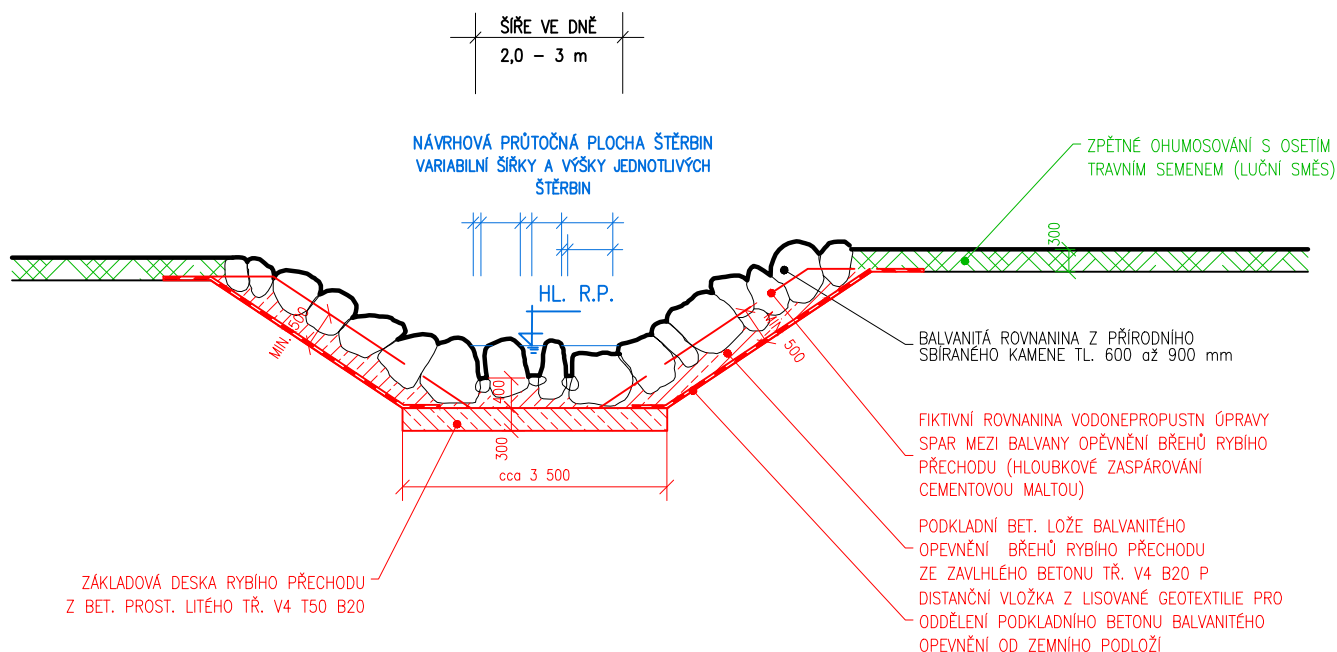 ŠÍŘE VE DNĚ
2,0 – 3 m
NÁVRHOVÁ PRŮTOČNÁ PLOCHA ŠTĚRBIN
VARIABILNÍ ŠÍŘKY A VÝŠKY JEDNOTLIVÝCH
ŠTĚRBIN
ZPĚTNÉ OHUMOSOVÁNÍ S OSETÍM
TRAVNÍM SEMENEM (LUČNÍ SMĚS)
300
HL. R.P.
MIN. 500
MIN. 500
BALVANITÁ ROVNANINA Z PŘÍRODNÍHO
SBÍRANÉHO KAMENE TL. 600 až 900 mm
400
300
cca 3 500
FIKTIVNÍ ROVNANINA VODONEPROPUSTN ÚPRAVY
SPAR MEZI BALVANY OPĚVNĚNÍ BŘEHŮ RYBÍHO
PŘECHODU (HLOUBKOVÉ ZASPÁROVÁNÍ
CEMENTOVOU MALTOU)
PODKLADNÍ BET. LOŽE BALVANITÉHO
OPEVNĚNÍ BŘEHŮ RYBÍHO PŘECHODU
ZE ZAVLHLÉHO BETONU TŘ. V4 B20 P
DISTANČNÍ VLOŽKA Z LISOVANÉ GEOTEXTILIE PRO
ODDĚLENÍ PODKLADNÍHO BETONU BALVANITÉHO
OPEVNĚNÍ OD ZEMNÍHO PODLOŽÍ
ZÁKLADOVÁ DESKA RYBÍHO PŘECHODU
Z BET. PROST. LITÉHO TŘ. V4 T50 B20